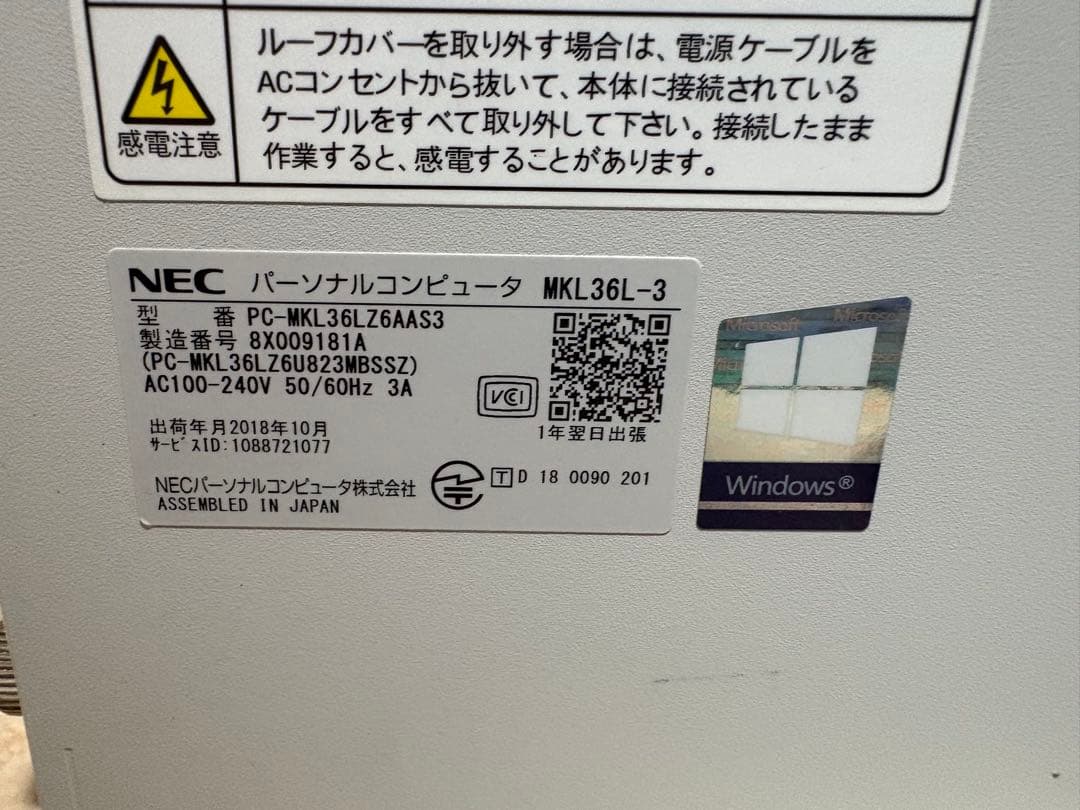 ルーフカバーを取り外す場合は、電源ケーブルを
ACコンセントから抜いて、本体に接続されている
ケーブルをすべて取り外して下さい。接続したまま
作業すると、感電することがあります。
感電注意
NEC パーソナルコンピュータ MKL36L-3
型 番 PC-MKL36LZ6AAS3
製造番号 8X009181A
(PC-MKL36LZ6U823MBSSZ)
AC100-240V 50/60Hz 3A
VCCI
1年翌日出張
出荷年月2018年10月
サービスID:1088721077
NECパーソナルコンピュータ株式会社
ASSEMBLED IN JAPAN
T D 18 0090 201
Microsoft Microsoft
Windows®